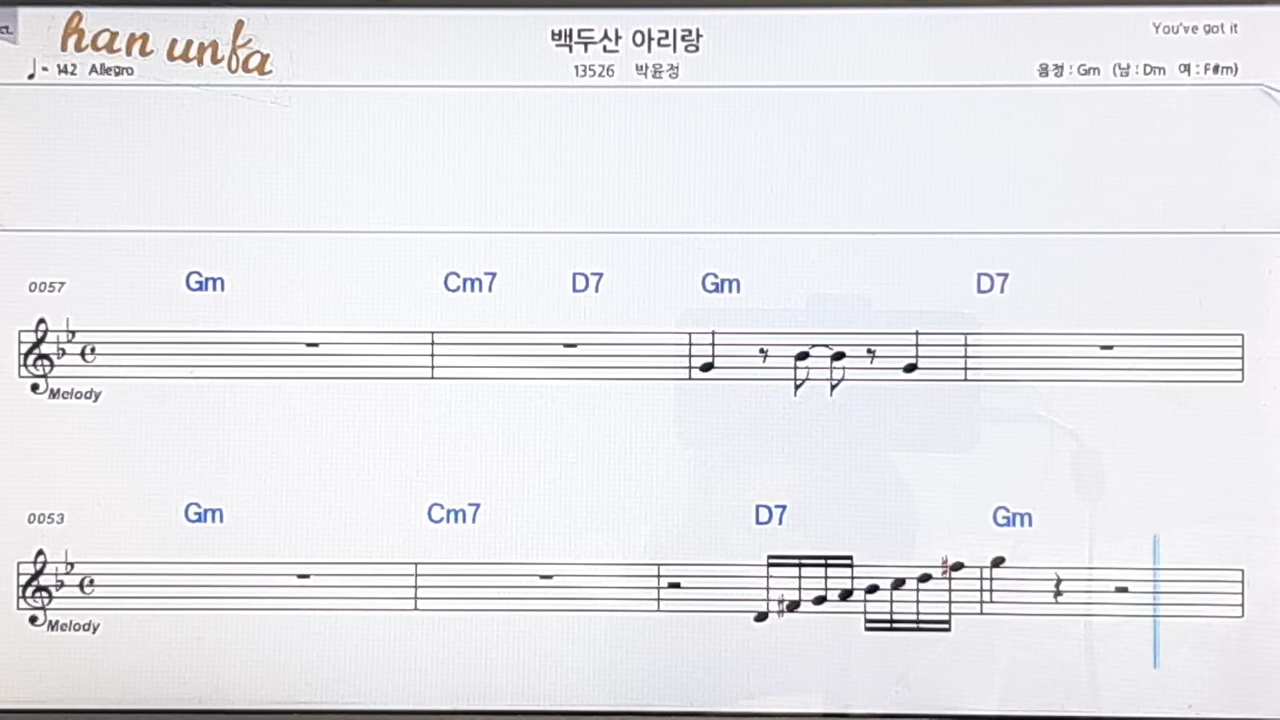 han unfa
백두산 아리랑
You've got it
♩= 142 Allegro
13526 박윤정
음정 : Gm (남 : Dm 여 : F#m)
0057 Gm Cm7 D7 Gm D7
Melody
0053 Gm Cm7 D7 Gm
Melody